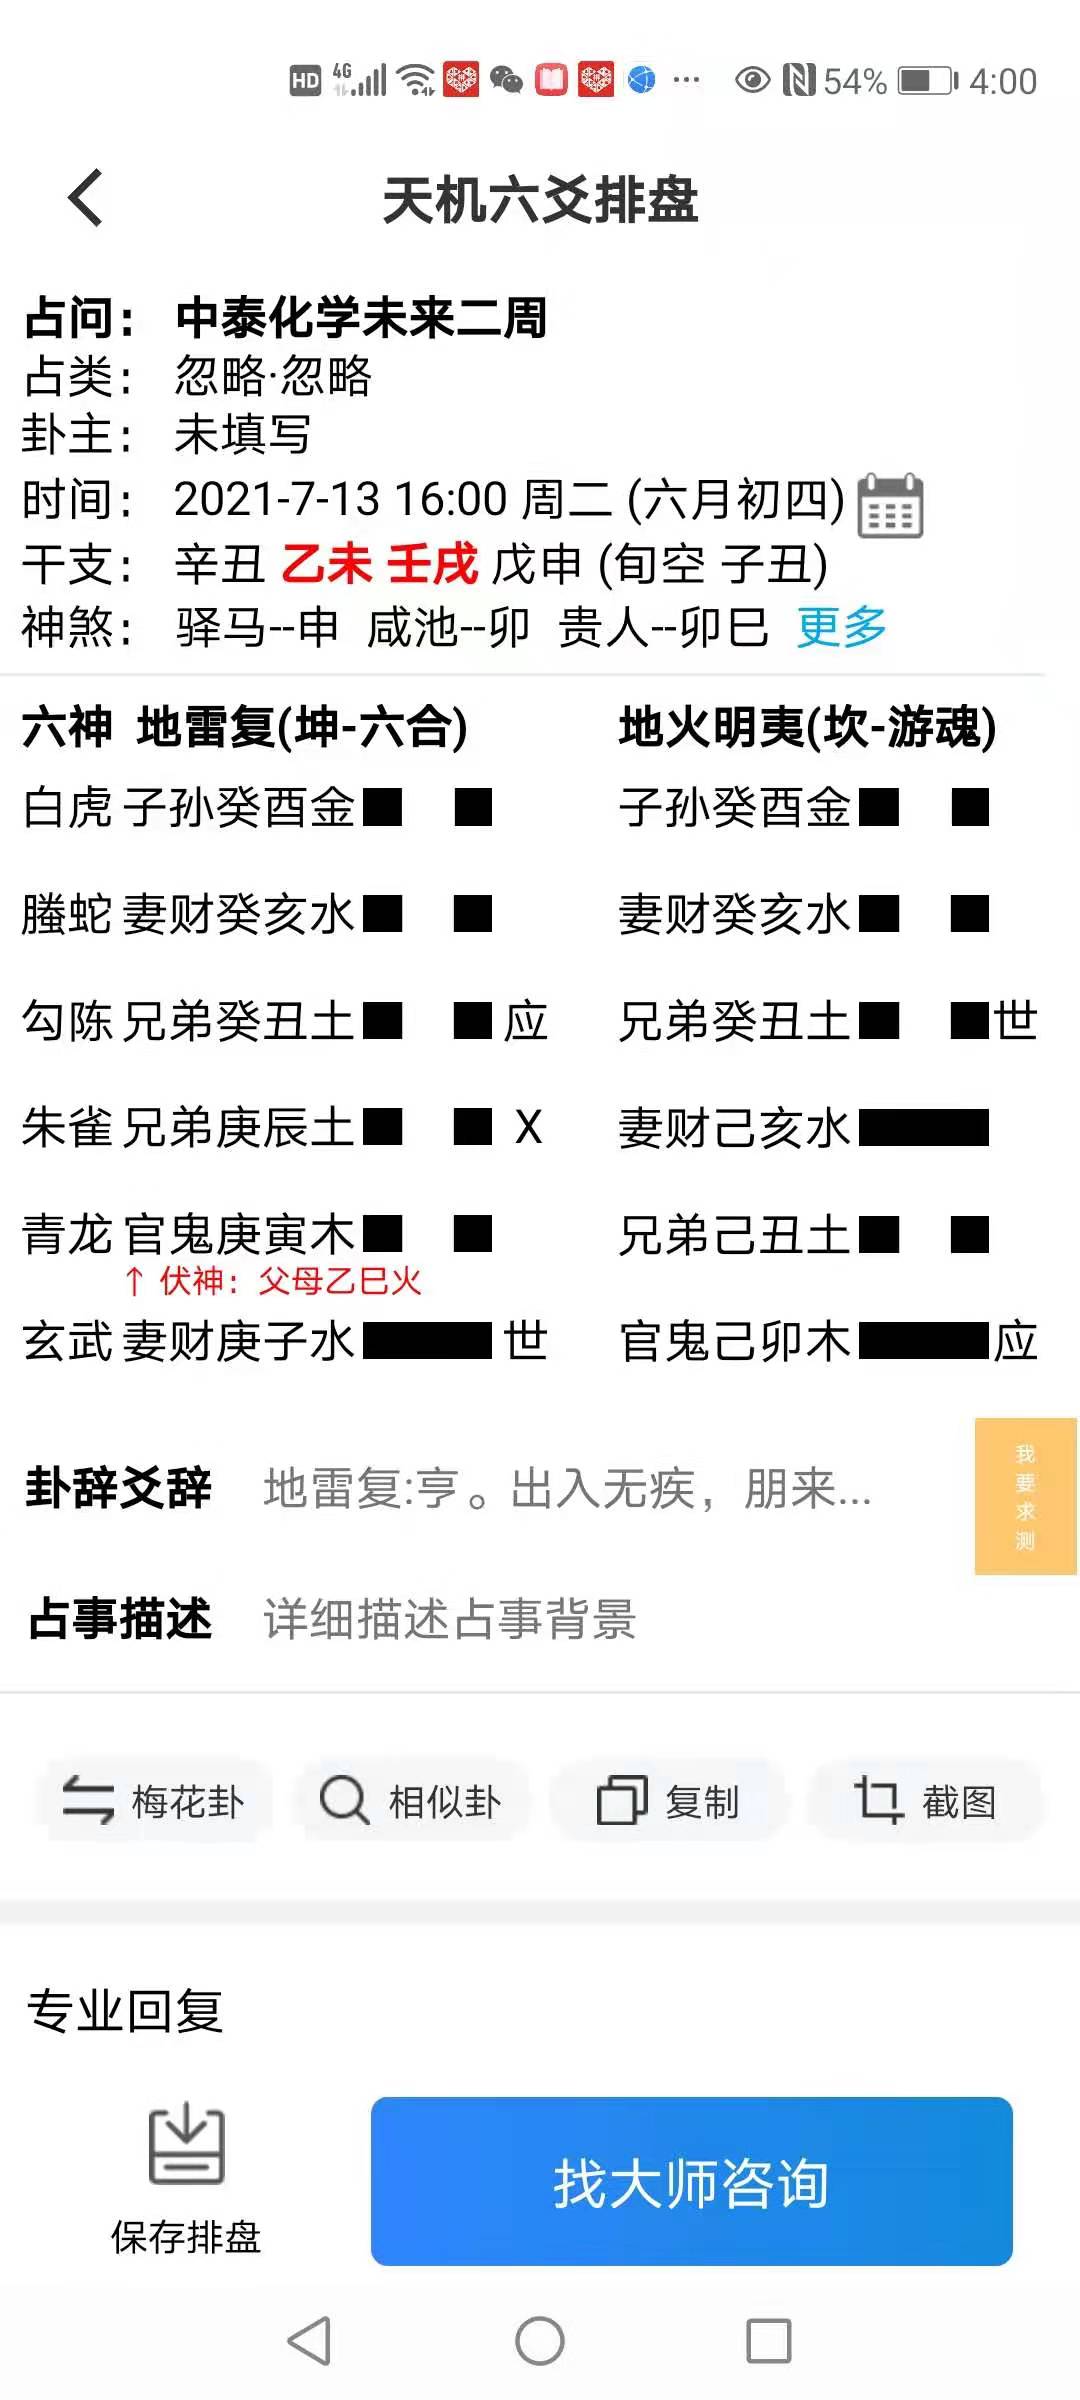 HD 4G 54% 4:00
天机六爻排盘
占问： 中泰化学未来二周
占类： 忽略·忽略
卦主： 未填写
时间： 2021-7-13 16:00 周二 (六月初四)
干支： 辛丑 乙未 壬戌 戊申 (旬空 子丑)
神煞： 驿马--申 咸池--卯 贵人--卯巳 更多
六神 地雷复(坤-六合) 地火明夷(坎-游魂)
白虎 子孙癸酉金 子孙癸酉金
螣蛇 妻财癸亥水 妻财癸亥水
勾陈 兄弟癸丑土 应 兄弟癸丑土 世
朱雀 兄弟庚辰土 X 妻财己亥水
青龙 官鬼庚寅木 兄弟己丑土
↑ 伏神：父母乙巳火
玄武 妻财庚子水 世 官鬼己卯木 应
卦辞爻辞 地雷复:亨。出入无疾，朋来...
我要求测
占事描述 详细描述占事背景
梅花卦 相似卦 复制 截图
专业回复
保存排盘
找大师咨询